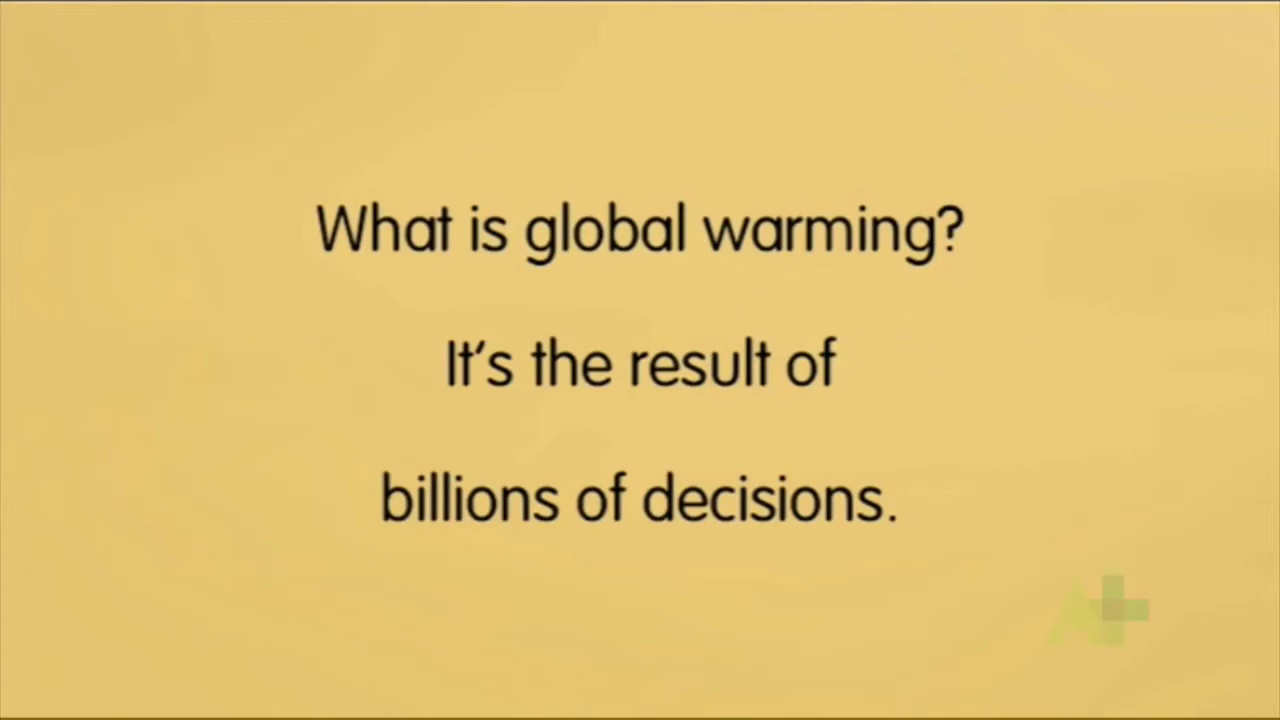 What is global warming?
It's the result of
billions of decisions.
A+